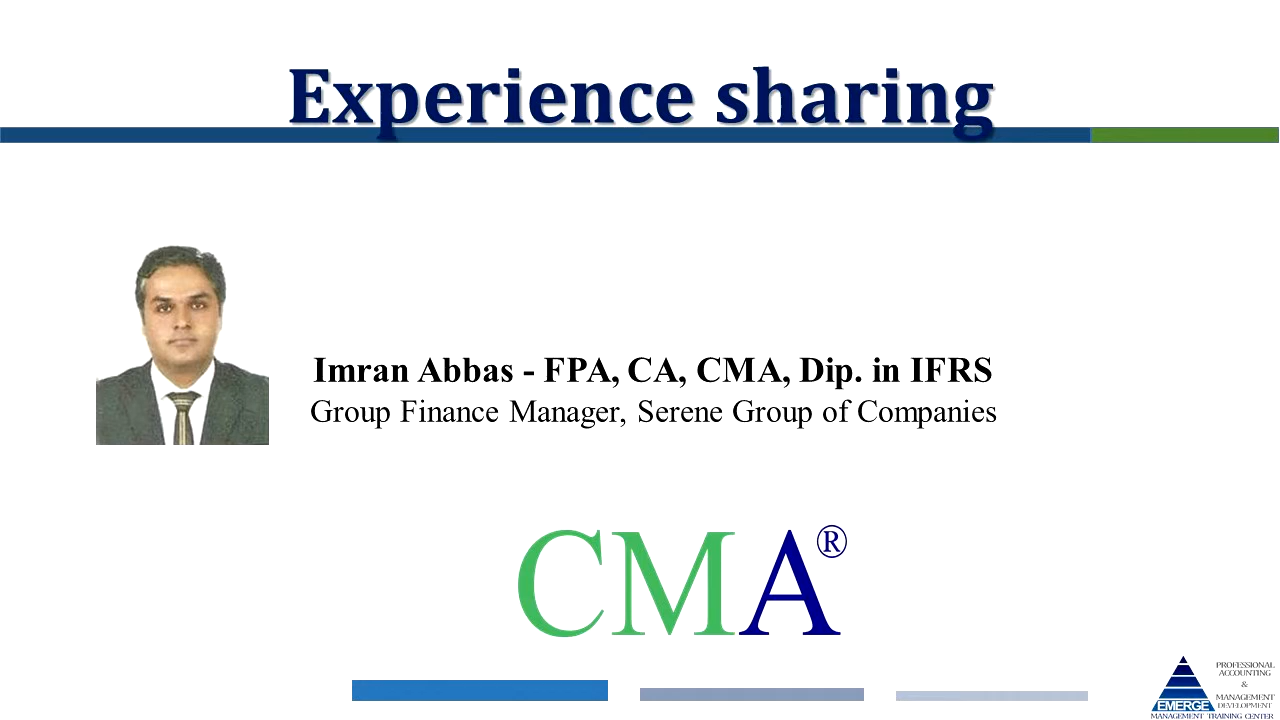 Experience sharing
Imran Abbas - FPA, CA, CMA, Dip. in IFRS
Group Finance Manager, Serene Group of Companies
CMA®
PROFESSIONAL
ACCOUNTING
&
MANAGEMENT
DEVELOPMENT
EMERGE
MANAGEMENT TRAINING CENTER